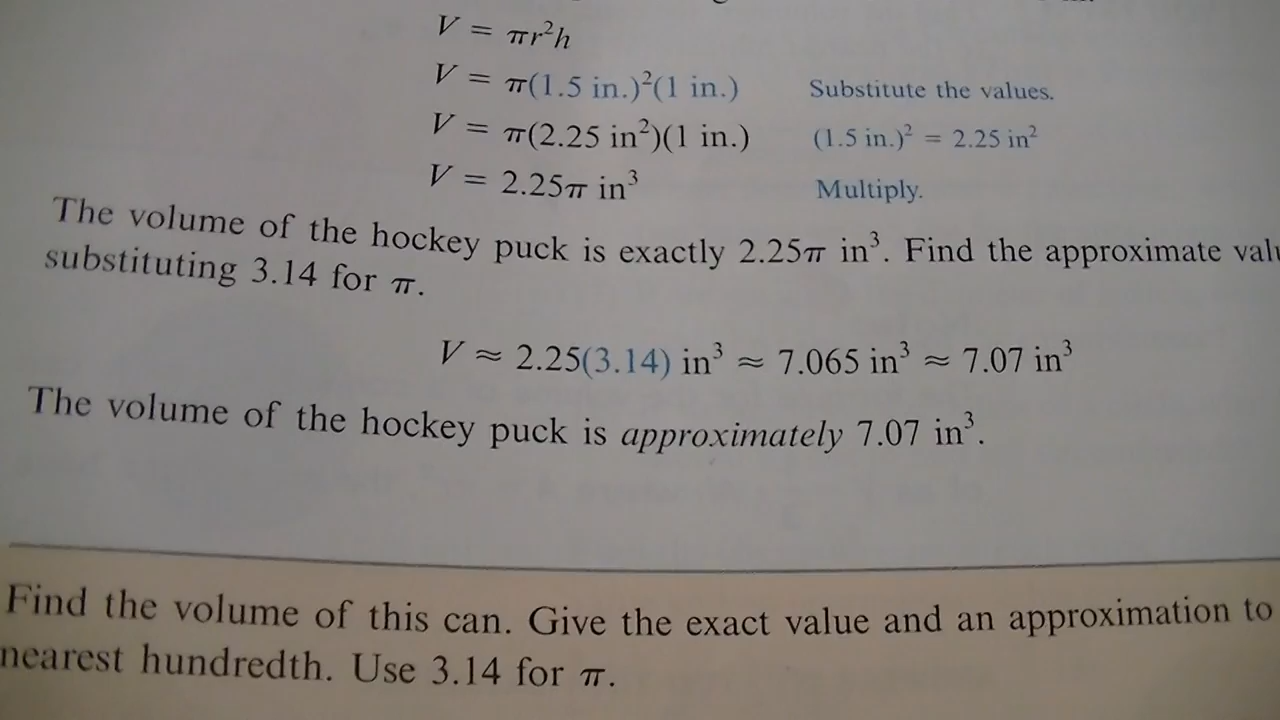 V = πr²h
V = π(1.5 in.)²(1 in.) Substitute the values.
V = π(2.25 in²)(1 in.) (1.5 in.)² = 2.25 in²
V = 2.25π in³ Multiply.
The volume of the hockey puck is exactly 2.25π in³. Find the approximate
substituting 3.14 for π.
V ≈ 2.25(3.14) in³ ≈ 7.065 in³ ≈ 7.07 in³
The volume of the hockey puck is approximately 7.07 in³.
Find the volume of this can. Give the exact value and an approximation to
nearest hundredth. Use 3.14 for π.